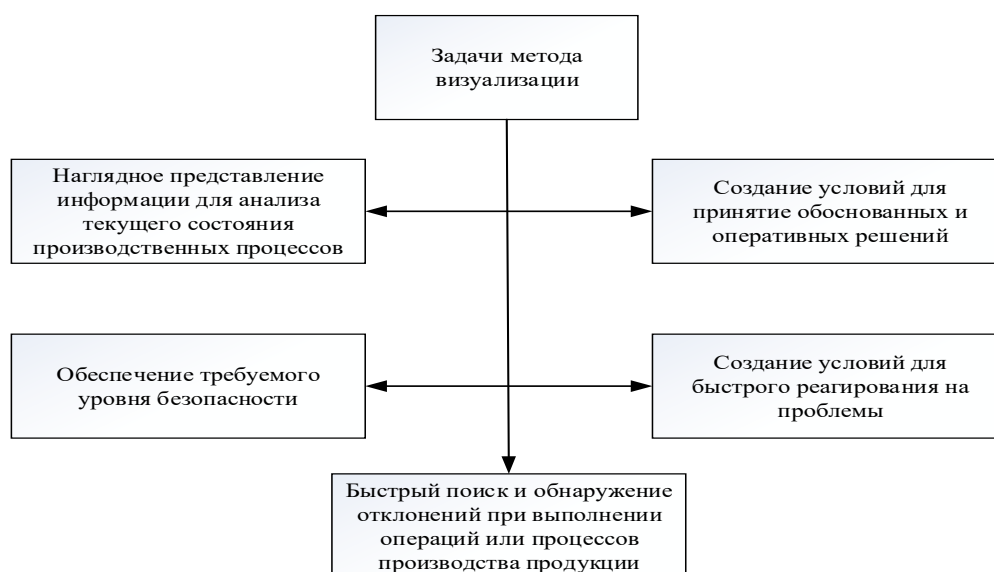 Задачи метода
визуализации
Наглядное представление
информации для анализа
текущего состояния
производственных процессов
Создание условий для
принятие обоснованных и
оперативных решений
Обеспечение требуемого
уровня безопасности
Создание условий для
быстрого реагирования на
проблемы
Быстрый поиск и обнаружение
отклонений при выполнении
операций или процессов
производства продукции